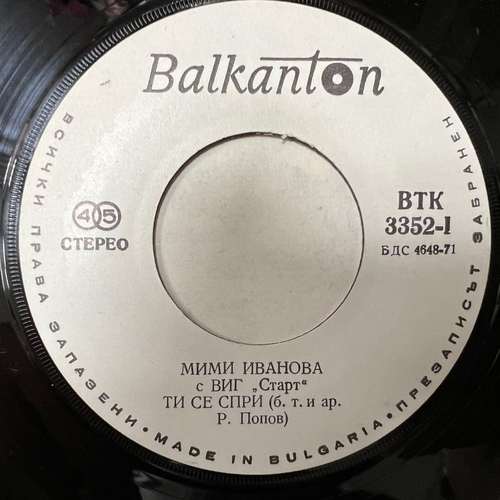 Balkanton
ВСИЧКИ ПРАВА ЗАПАЗЕНИ • MADE IN BULGARIA • ПРЕЗАПИСЪТ ЗАБРАНЕН
45
СТЕРЕО
ВТК
3352-I
БДС 4648-71
МИМИ ИВАНОВА
с ВИГ „Старт“
ТИ СЕ СПРИ (б. т. и ар.
Р. Попов)